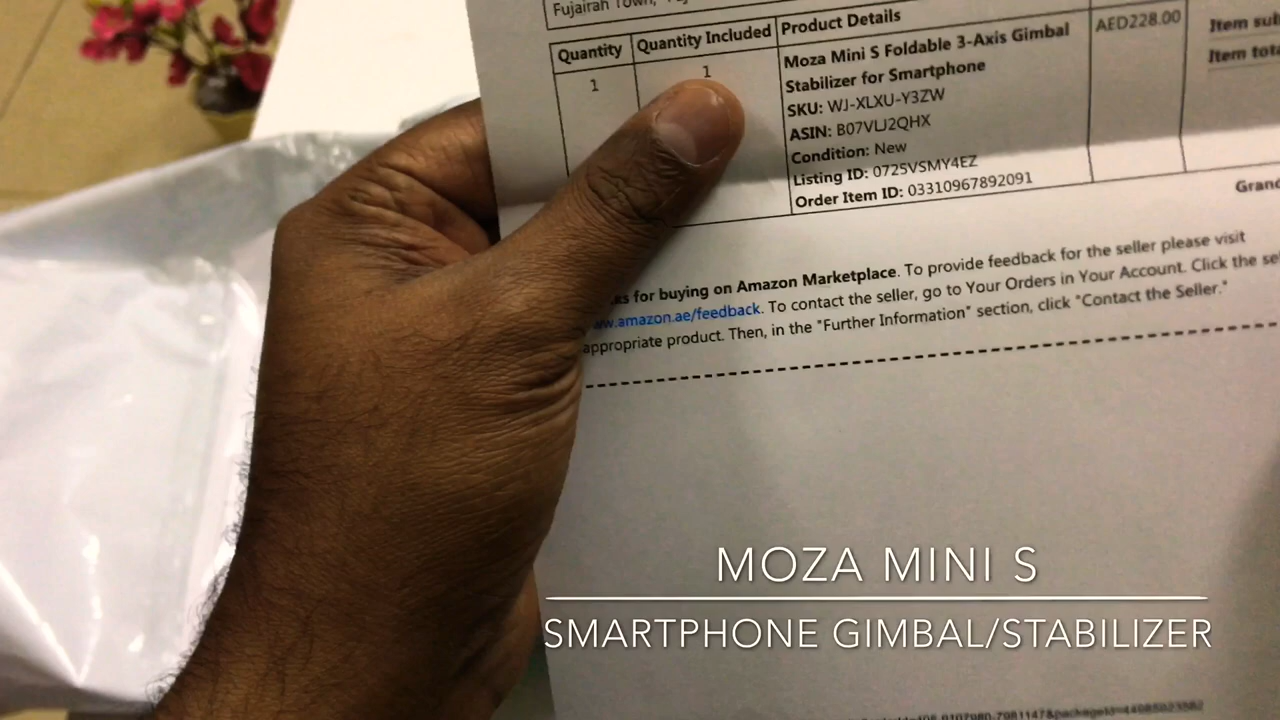 Fujairah Town,
Quantity Quantity Included Product Details
1 1 Moza Mini S Foldable 3-Axis Gimbal AED228.00
Stabilizer for Smartphone
SKU: WJ-XLXU-Y3ZW
ASIN: B07VLJ2QHX
Condition: New
Listing ID: 0725VSMY4EZ
Order Item ID: 03310967892091
Item
Item
for buying on Amazon Marketplace. To provide feedback for the seller please visit
amazon.ae/feedback. To contact the seller, go to Your Orders in Your Account. Click the
appropriate product. Then, in the "Further Information" section, click "Contact the Seller."
MOZA MINI S
SMARTPHONE GIMBAL/STABILIZER